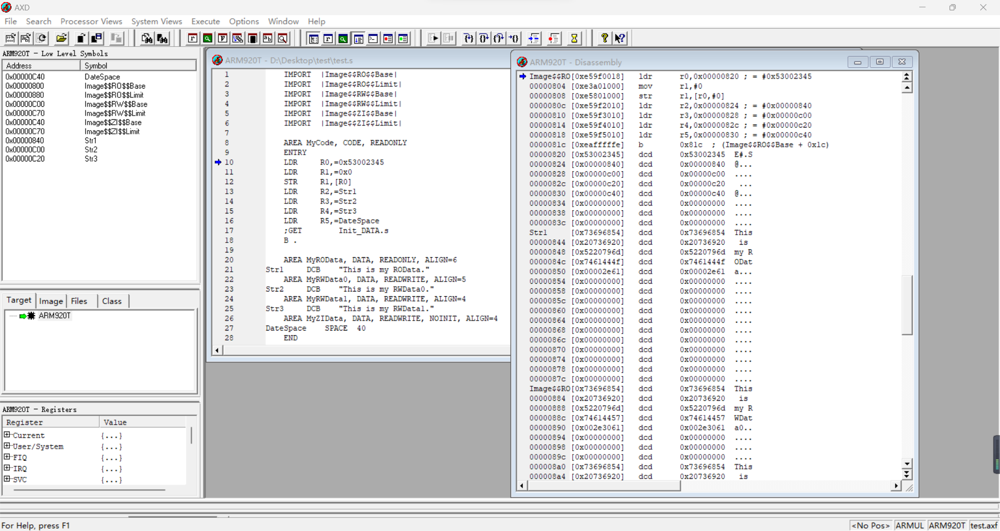 AXD
File Search Processor Views System Views Execute Options Window Help
ARM920T - Low Level Symbols
Address Symbol
0x00000C40 DateSpace
0x00000800 Image$$RO$$Base
0x00000880 Image$$RO$$Limit
0x00000C00 Image$$RW$$Base
0x00000C70 Image$$RW$$Limit
0x00000C40 Image$$ZI$$Base
0x00000C70 Image$$ZI$$Limit
0x00000840 Str1
0x00000C00 Str2
0x00000C20 Str3
Target Image Files Class
ARM920T
ARM920T - Registers
Register Value
Current {...}
User/System {...}
FIQ {...}
IRQ {...}
SVC {...}
ARM920T - D:\Desktop\test\test.s
1 IMPORT |Image$$RO$$Base|
2 IMPORT |Image$$RO$$Limit|
3 IMPORT |Image$$RW$$Base|
4 IMPORT |Image$$RW$$Limit|
5 IMPORT |Image$$ZI$$Base|
6 IMPORT |Image$$ZI$$Limit|
7
8 AREA MyCode, CODE, READONLY
9 ENTRY
10 LDR R0,=0x53002345
11 LDR R1,=0x0
12 STR R1,[R0]
13 LDR R2,=Str1
14 LDR R3,=Str2
15 LDR R4,=Str3
16 LDR R5,=DateSpace
17 ;GET Init_DATA.s
18 B .
19
20 AREA MyROData, DATA, READONLY, ALIGN=6
21 Str1 DCB "This is my ROData."
22 AREA MyRWData0, DATA, READWRITE, ALIGN=5
23 Str2 DCB "This is my RWData0."
24 AREA MyRWData1, DATA, READWRITE, ALIGN=4
25 Str3 DCB "This is my RWData1."
26 AREA MyZIData, DATA, READWRITE, NOINIT, ALIGN=4
27 DateSpace SPACE 40
28 END
ARM920T - Disassembly
Image$$RO[0xe59f0018] ldr r0,0x00000820 ; = #0x53002345
00000804 [0xe3a01000] mov r1,#0
00000808 [0xe5801000] str r1,[r0,#0]
0000080c [0xe59f2010] ldr r2,0x00000824 ; = #0x00000840
00000810 [0xe59f3010] ldr r3,0x00000828 ; = #0x00000c00
00000814 [0xe59f4010] ldr r4,0x0000082c ; = #0x00000c20
00000818 [0xe59f5010] ldr r5,0x00000830 ; = #0x00000c40
0000081c [0xeafffffe] b 0x81c ; (Image$$RO$$Base + 0x1c)
00000820 [0x53002345] dcd 0x53002345 E#.S
00000824 [0x00000840] dcd 0x00000840 @...
00000828 [0x00000c00] dcd 0x00000c00 ....
0000082c [0x00000c20] dcd 0x00000c20 ...
00000830 [0x00000c40] dcd 0x00000c40 @...
00000834 [0x00000000] dcd 0x00000000 ....
00000838 [0x00000000] dcd 0x00000000 ....
0000083c [0x00000000] dcd 0x00000000 ....
Str1 [0x73696854] dcd 0x73696854 This
00000844 [0x20736920] dcd 0x20736920 is
00000848 [0x5220796d] dcd 0x5220796d my R
0000084c [0x7461444f] dcd 0x7461444f ODat
00000850 [0x00002e61] dcd 0x00002e61 a...
00000854 [0x00000000] dcd 0x00000000 ....
00000858 [0x00000000] dcd 0x00000000 ....
0000085c [0x00000000] dcd 0x00000000 ....
00000860 [0x00000000] dcd 0x00000000 ....
00000864 [0x00000000] dcd 0x00000000 ....
00000868 [0x00000000] dcd 0x00000000 ....
0000086c [0x00000000] dcd 0x00000000 ....
00000870 [0x00000000] dcd 0x00000000 ....
00000874 [0x00000000] dcd 0x00000000 ....
00000878 [0x00000000] dcd 0x00000000 ....
0000087c [0x00000000] dcd 0x00000000 ....
Image$$RO[0x73696854] dcd 0x73696854 This
00000884 [0x20736920] dcd 0x20736920 is
00000888 [0x5220796d] dcd 0x5220796d my R
0000088c [0x74614457] dcd 0x74614457 WDat
00000890 [0x002e3061] dcd 0x002e3061 a0..
00000894 [0x00000000] dcd 0x00000000 ....
00000898 [0x00000000] dcd 0x00000000 ....
0000089c [0x00000000] dcd 0x00000000 ....
000008a0 [0x73696854] dcd 0x73696854 This
000008a4 [0x20736920] dcd 0x20736920 is
For Help, press F1
<No Pos> ARMUL ARM920T test.axf